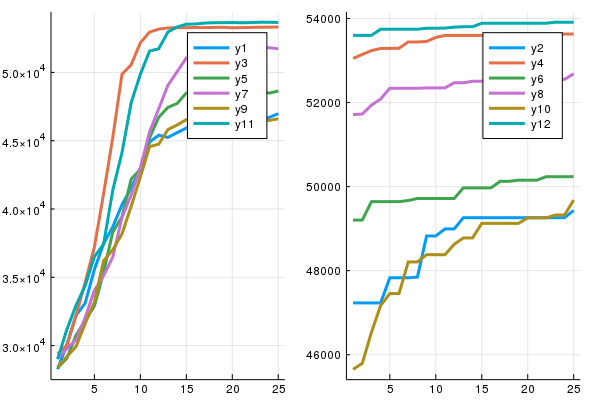 5.0×10⁴
4.5×10⁴
4.0×10⁴
3.5×10⁴
3.0×10⁴
5 10 15 20 25
y1
y3
y5
y7
y9
y11
54000
52000
50000
48000
46000
5 10 15 20 25
y2
y4
y6
y8
y10
y12